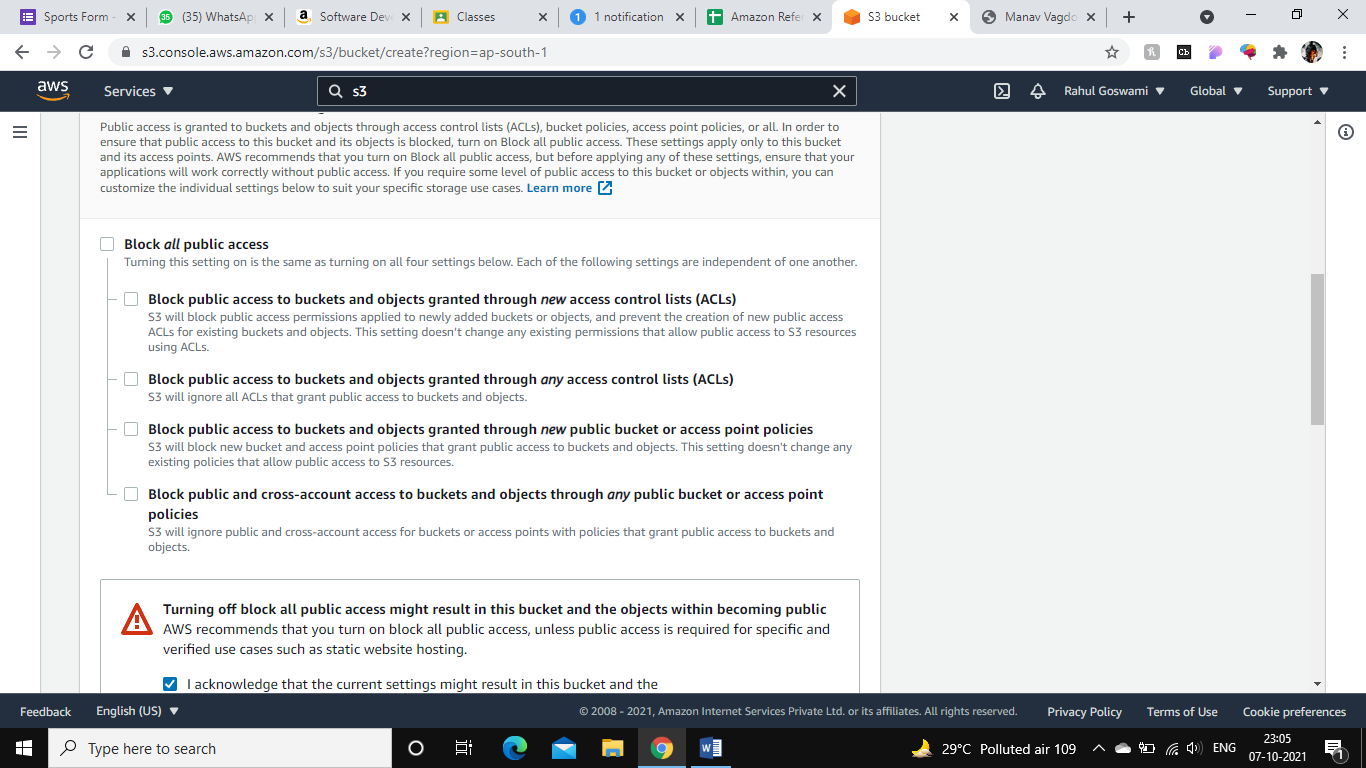 Sports Form -
(35) WhatsAp
Software Dev
Classes
1 notification
Amazon Refe
S3 bucket
Manav Vagdo
s3.console.aws.amazon.com/s3/bucket/create?region=ap-south-1
aws
Services
s3
Rahul Goswami
Global
Support
Public access is granted to buckets and objects through access control lists (ACLs), bucket policies, access point policies, or all. In order to
ensure that public access to this bucket and its objects is blocked, turn on Block all public access. These settings apply only to this bucket
and its access points. AWS recommends that you turn on Block all public access, but before applying any of these settings, ensure that your
applications will work correctly without public access. If you require some level of public access to this bucket or objects within, you can
customize the individual settings below to suit your specific storage use cases. Learn more
Block all public access
Turning this setting on is the same as turning on all four settings below. Each of the following settings are independent of one another.
Block public access to buckets and objects granted through new access control lists (ACLs)
S3 will block public access permissions applied to newly added buckets or objects, and prevent the creation of new public access
ACLs for existing buckets and objects. This setting doesn't change any existing permissions that allow public access to S3 resources
using ACLs.
Block public access to buckets and objects granted through any access control lists (ACLs)
S3 will ignore all ACLs that grant public access to buckets and objects.
Block public access to buckets and objects granted through new public bucket or access point policies
S3 will block new bucket and access point policies that grant public access to buckets and objects. This setting doesn't change any
existing policies that allow public access to S3 resources.
Block public and cross-account access to buckets and objects through any public bucket or access point
policies
S3 will ignore public and cross-account access for buckets or access points with policies that grant public access to buckets and
objects.
Turning off block all public access might result in this bucket and the objects within becoming public
AWS recommends that you turn on block all public access, unless public access is required for specific and
verified use cases such as static website hosting.
I acknowledge that the current settings might result in this bucket and the
Feedback
English (US)
© 2008 - 2021, Amazon Internet Services Private Ltd. or its affiliates. All rights reserved.
Privacy Policy
Terms of Use
Cookie preferences
Type here to search
29°C Polluted air 109
ENG
23:05
07-10-2021